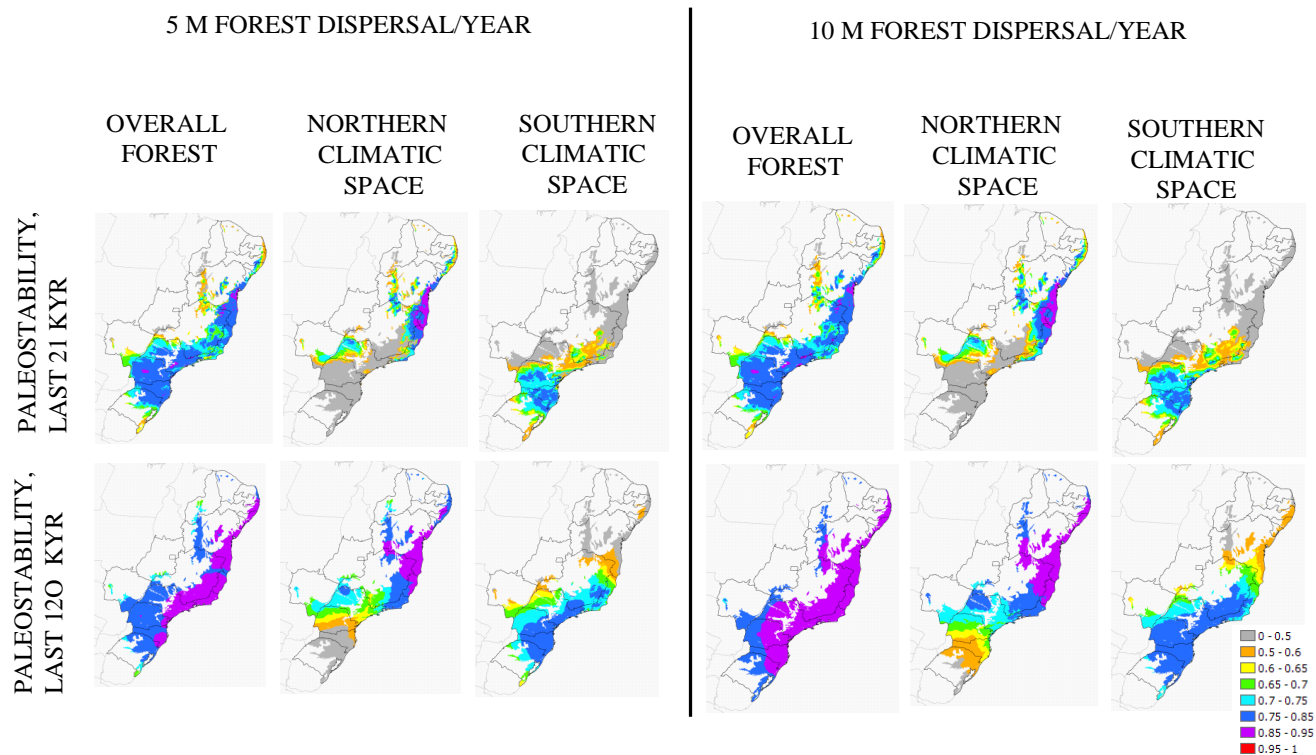 5 M FOREST DISPERSAL/YEAR
10 M FOREST DISPERSAL/YEAR
OVERALL
FOREST
NORTHERN
CLIMATIC
SPACE
SOUTHERN
CLIMATIC
SPACE
OVERALL
FOREST
NORTHERN
CLIMATIC
SPACE
SOUTHERN
CLIMATIC
SPACE
PALEOSTABILITY,
LAST 21 KYR
PALEOSTABILITY,
LAST 12O KYR
0 - 0.5
0.5 - 0.6
0.6 - 0.65
0.65 - 0.7
0.7 - 0.75
0.75 - 0.85
0.85 - 0.95
0.95 - 1